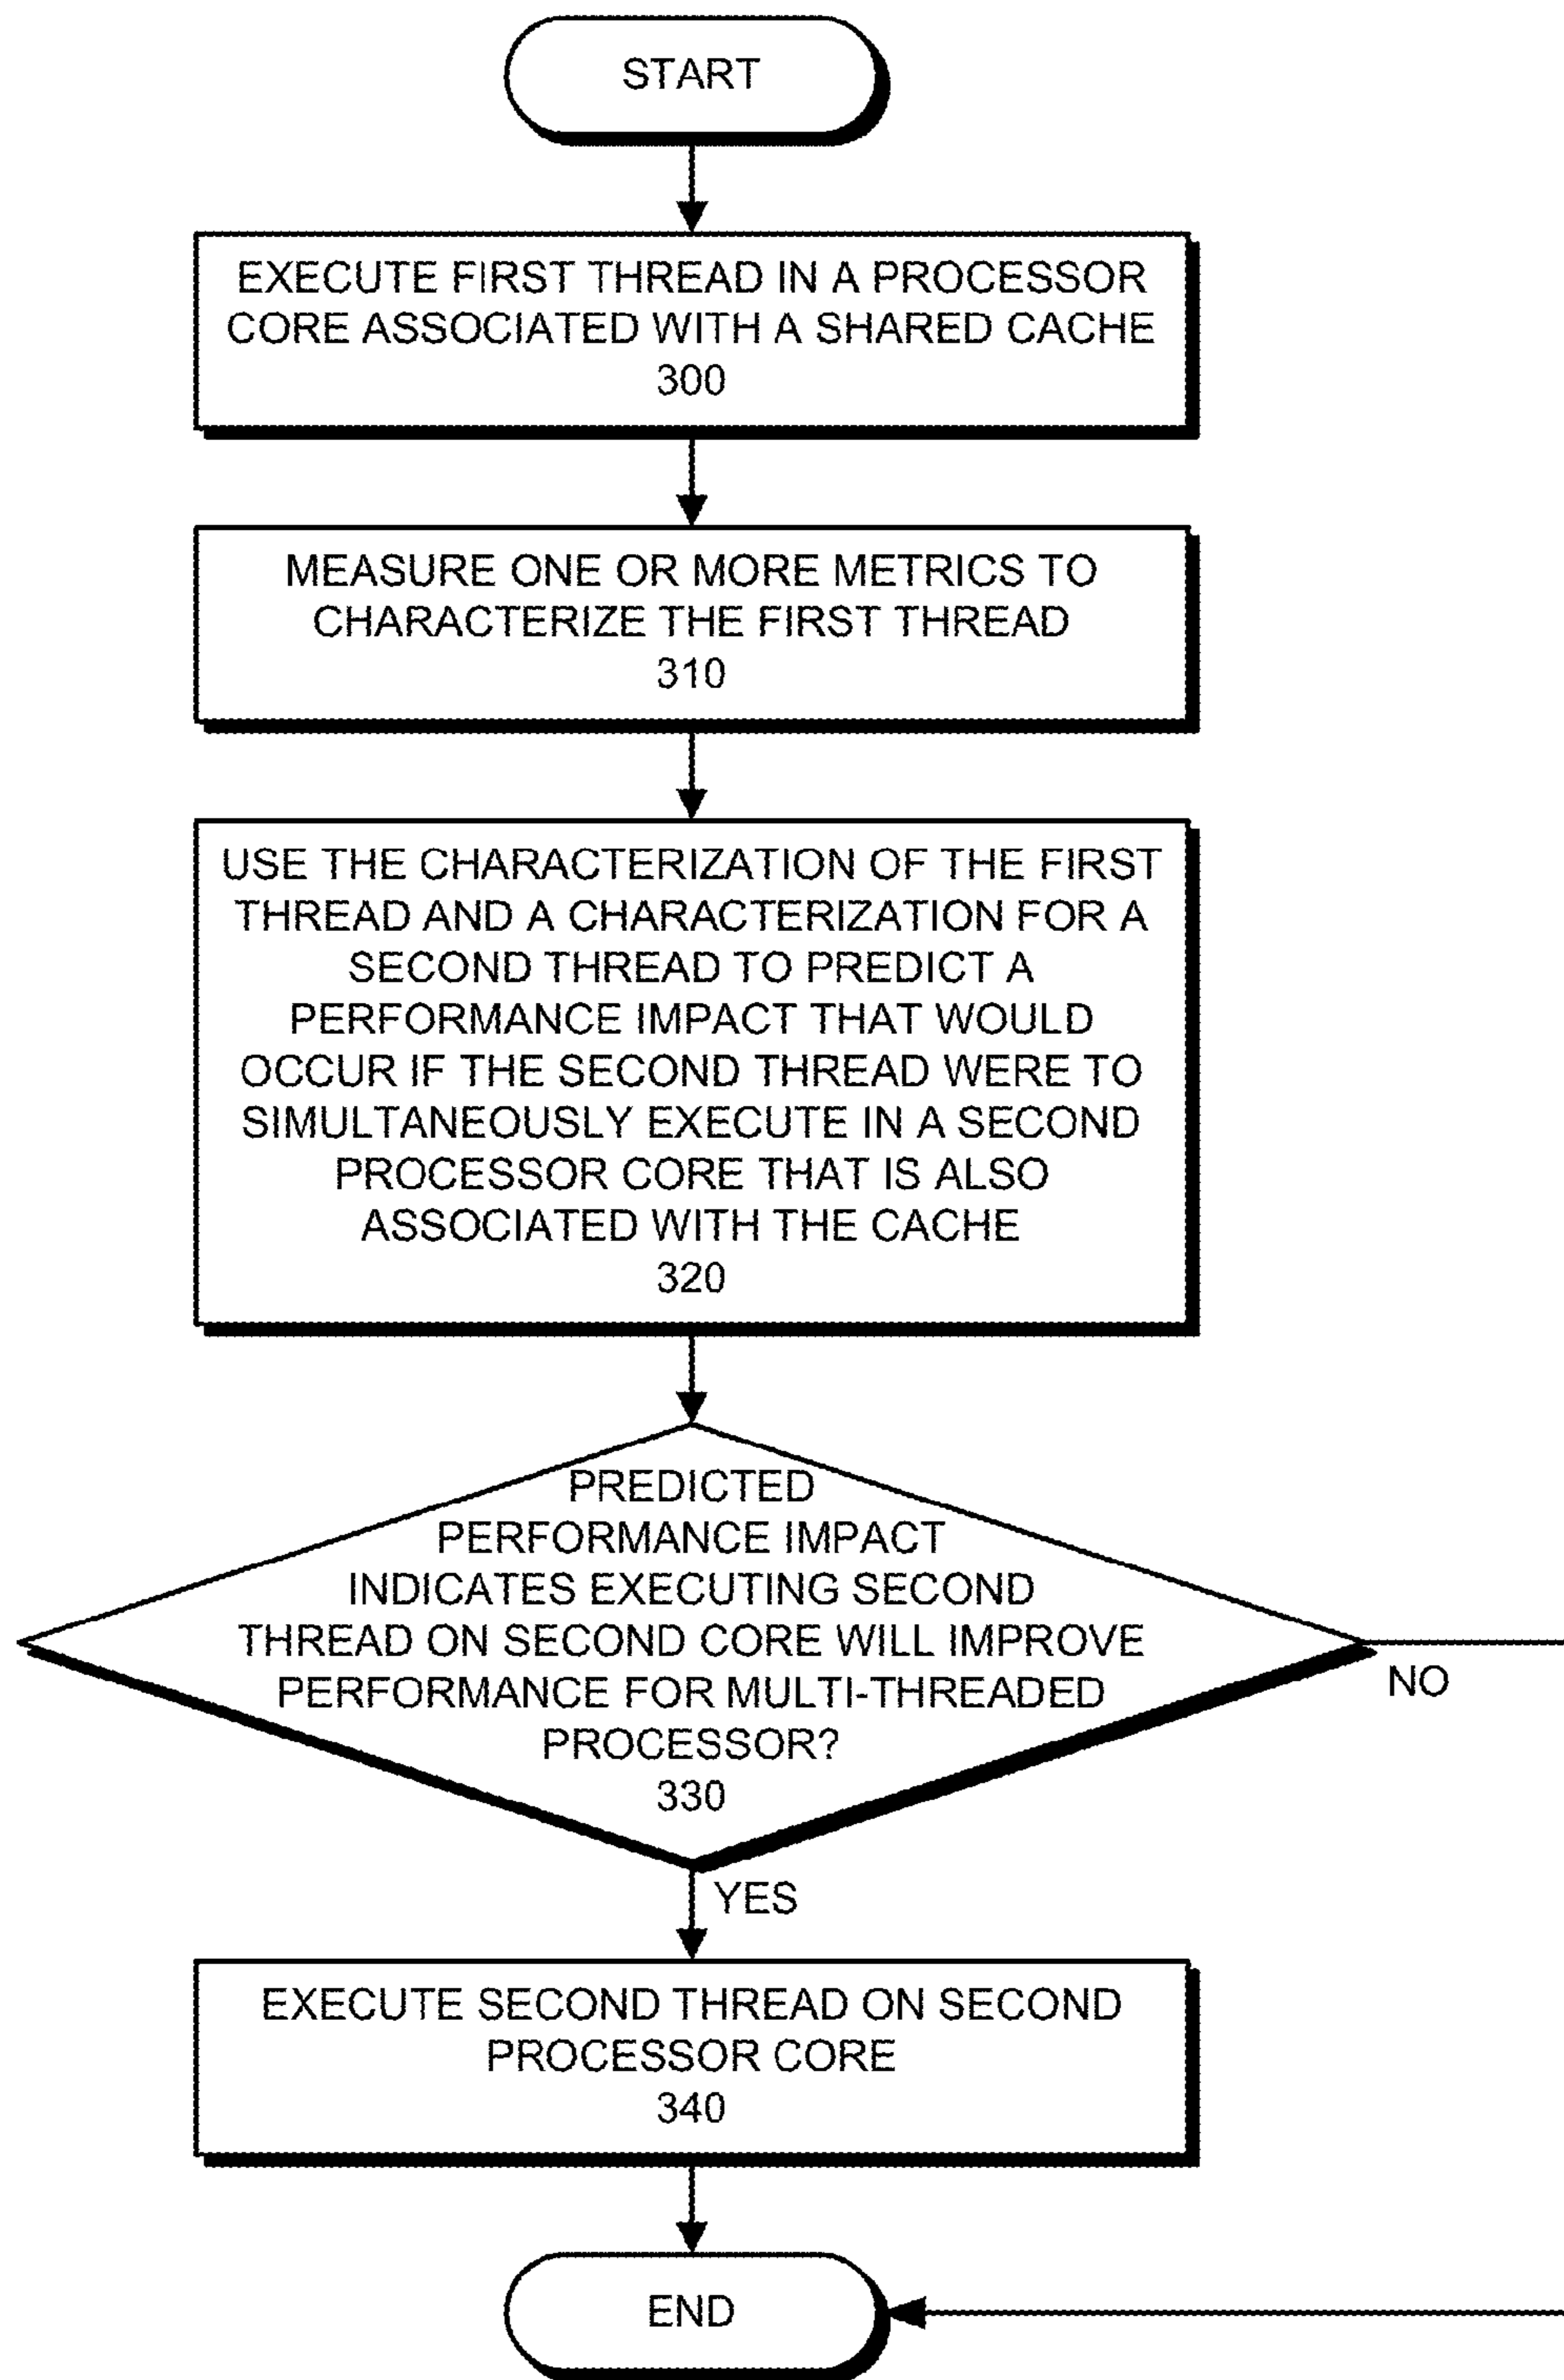 START
EXECUTE FIRST THREAD IN A PROCESSOR
CORE ASSOCIATED WITH A SHARED CACHE
300
MEASURE ONE OR MORE METRICS TO
CHARACTERIZE THE FIRST THREAD
310
USE THE CHARACTERIZATION OF THE FIRST
THREAD AND A CHARACTERIZATION FOR A
SECOND THREAD TO PREDICT A
PERFORMANCE IMPACT THAT WOULD
OCCUR IF THE SECOND THREAD WERE TO
SIMULTANEOUSLY EXECUTE IN A SECOND
PROCESSOR CORE THAT IS ALSO
ASSOCIATED WITH THE CACHE
320
PREDICTED
PERFORMANCE IMPACT
INDICATES EXECUTING SECOND
THREAD ON SECOND CORE WILL IMPROVE
PERFORMANCE FOR MULTI-THREADED
PROCESSOR?
330
NO
YES
EXECUTE SECOND THREAD ON SECOND
PROCESSOR CORE
340
END